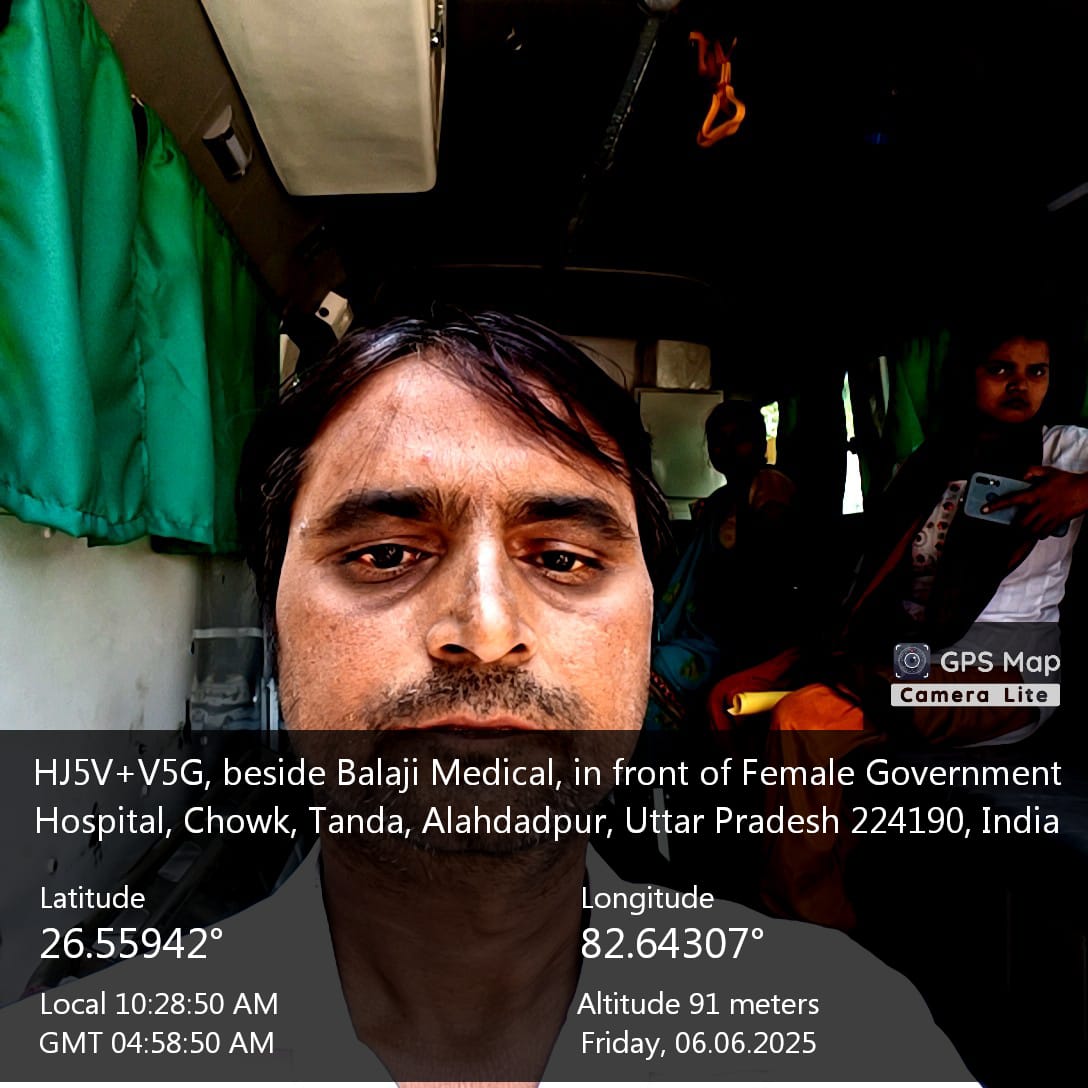 GPS Map
Camera Lite
HJ5V+V5G, beside Balaji Medical, in front of Female Government
Hospital, Chowk, Tanda, Alahdadpur, Uttar Pradesh 224190, India
Latitude
26.55942°
Longitude
82.64307°
Local 10:28:50 AM
GMT 04:58:50 AM
Altitude 91 meters
Friday, 06.06.2025